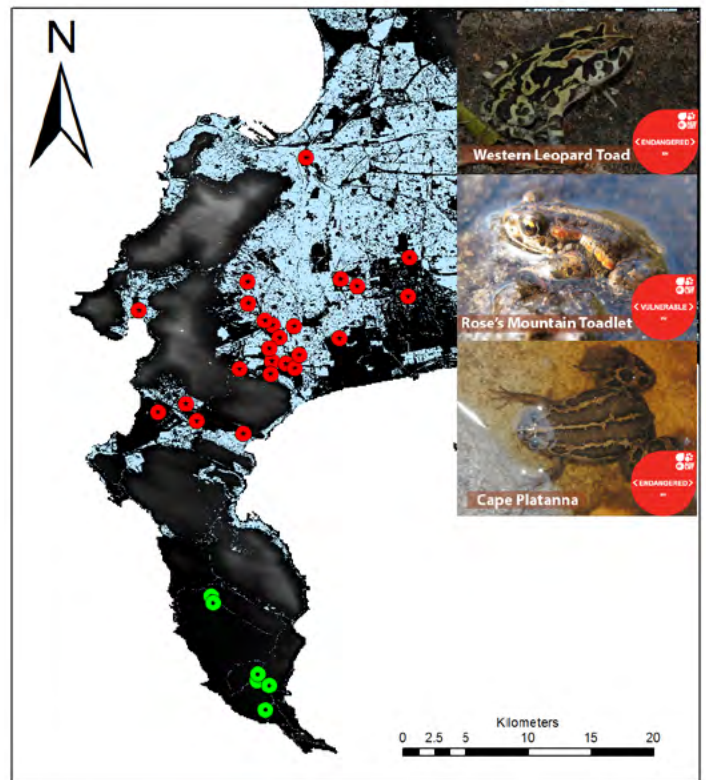 N
Western Leopard Toad
<ENDANGERED>
Rose's Mountain Toadlet
<VULNERABLE>
Cape Platanna
<ENDANGERED>
Kilometers
0 2.5 5 10 15 20